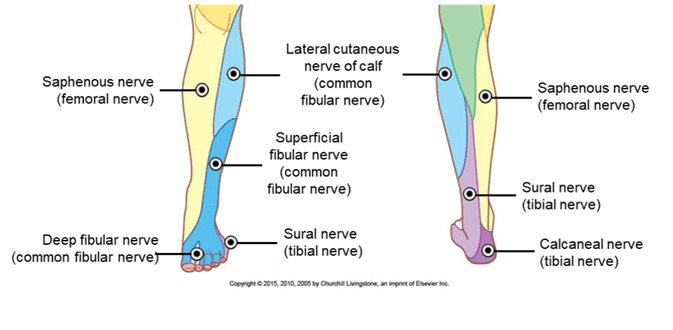 Lateral cutaneous
nerve of calf
(common
fibular nerve)
Saphenous nerve
(femoral nerve)
Saphenous nerve
(femoral nerve)
Superficial
fibular nerve
(common
fibular nerve)
Sural nerve
(tibial nerve)
Deep fibular nerve
(common fibular nerve)
Sural nerve
(tibial nerve)
Calcaneal nerve
(tibial nerve)
Copyright © 2015, 2010, 2005 by Churchill Livingstone, an imprint of Elsevier Inc.